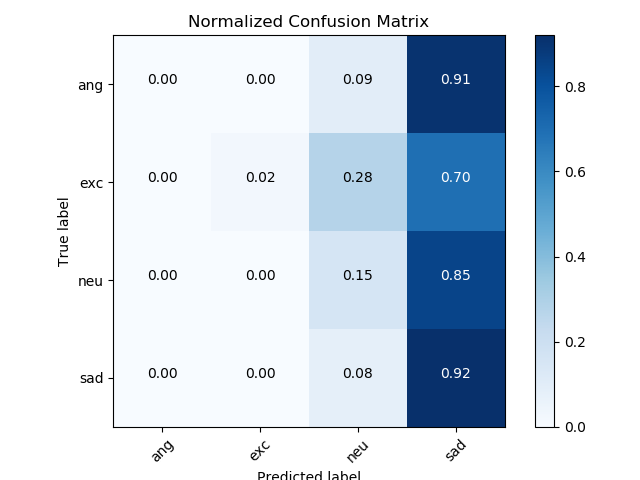 Normalized Confusion Matrix
ang 0.00 0.00 0.09 0.91
exc 0.00 0.02 0.28 0.70
neu 0.00 0.00 0.15 0.85
sad 0.00 0.00 0.08 0.92
True label
ang exc neu sad
Predicted label
0.8
0.6
0.4
0.2
0.0